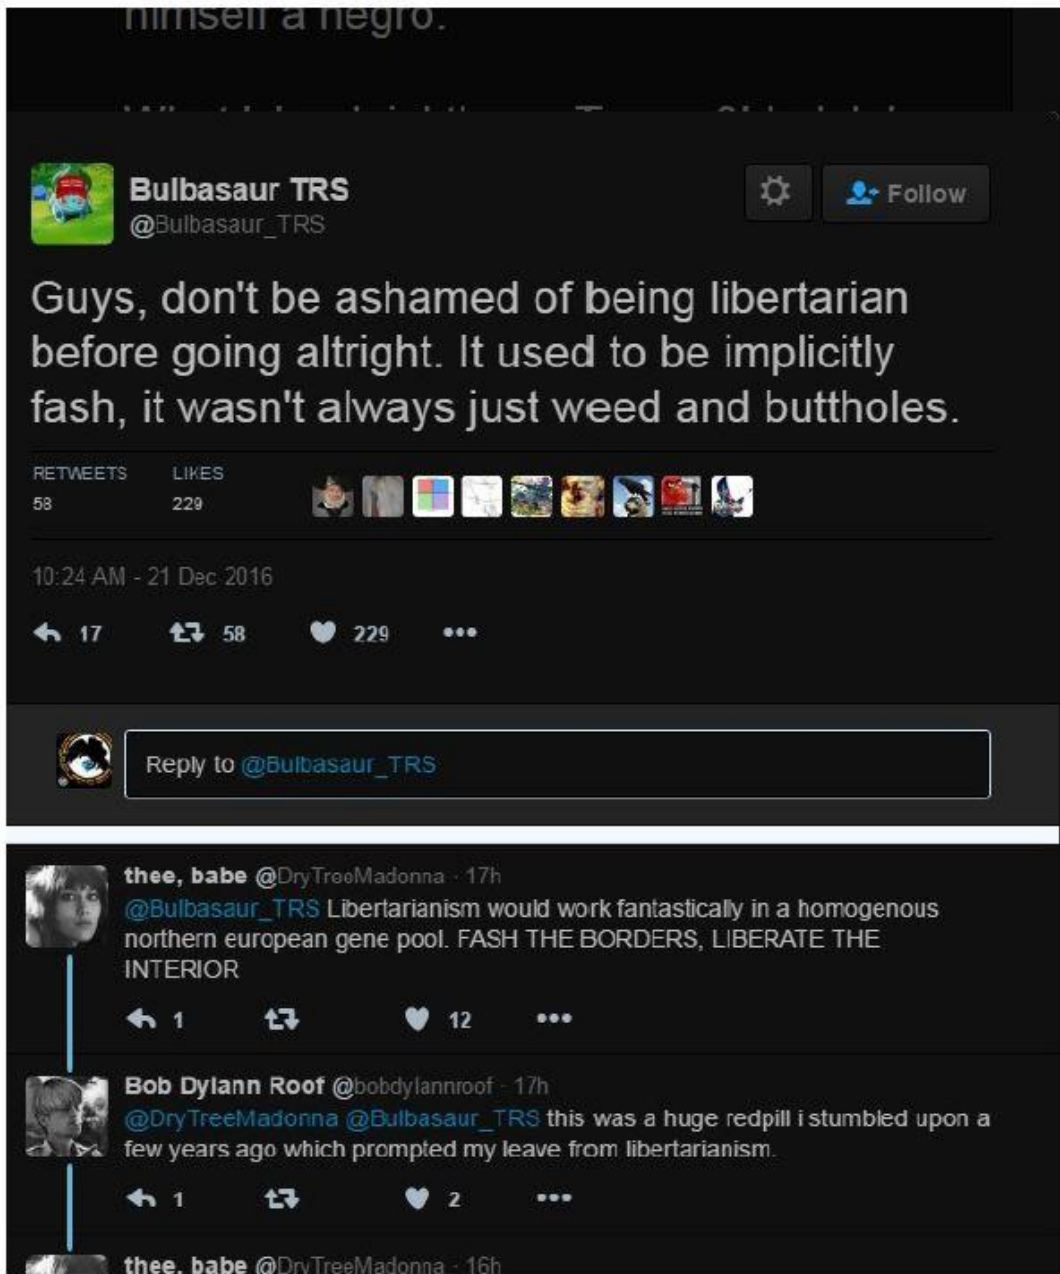 himself a negro.
Bulbasaur TRS
@Bulbasaur_TRS
Follow
Guys, don't be ashamed of being libertarian
before going altright. It used to be implicitly
fash, it wasn't always just weed and buttholes.
RETWEETS LIKES
58 229
10:24 AM - 21 Dec 2016
17 58 229 •••
Reply to @Bulbasaur_TRS
thee, babe @DryTreeMadonna · 17h
@Bulbasaur_TRS Libertarianism would work fantastically in a homogenous
northern european gene pool. FASH THE BORDERS, LIBERATE THE
INTERIOR
1 12 •••
Bob Dylann Roof @bobdylannroof · 17h
@DryTreeMadonna @Bulbasaur_TRS this was a huge redpill i stumbled upon a
few years ago which prompted my leave from libertarianism.
1 2 •••
thee, babe @DryTreeMadonna · 16h